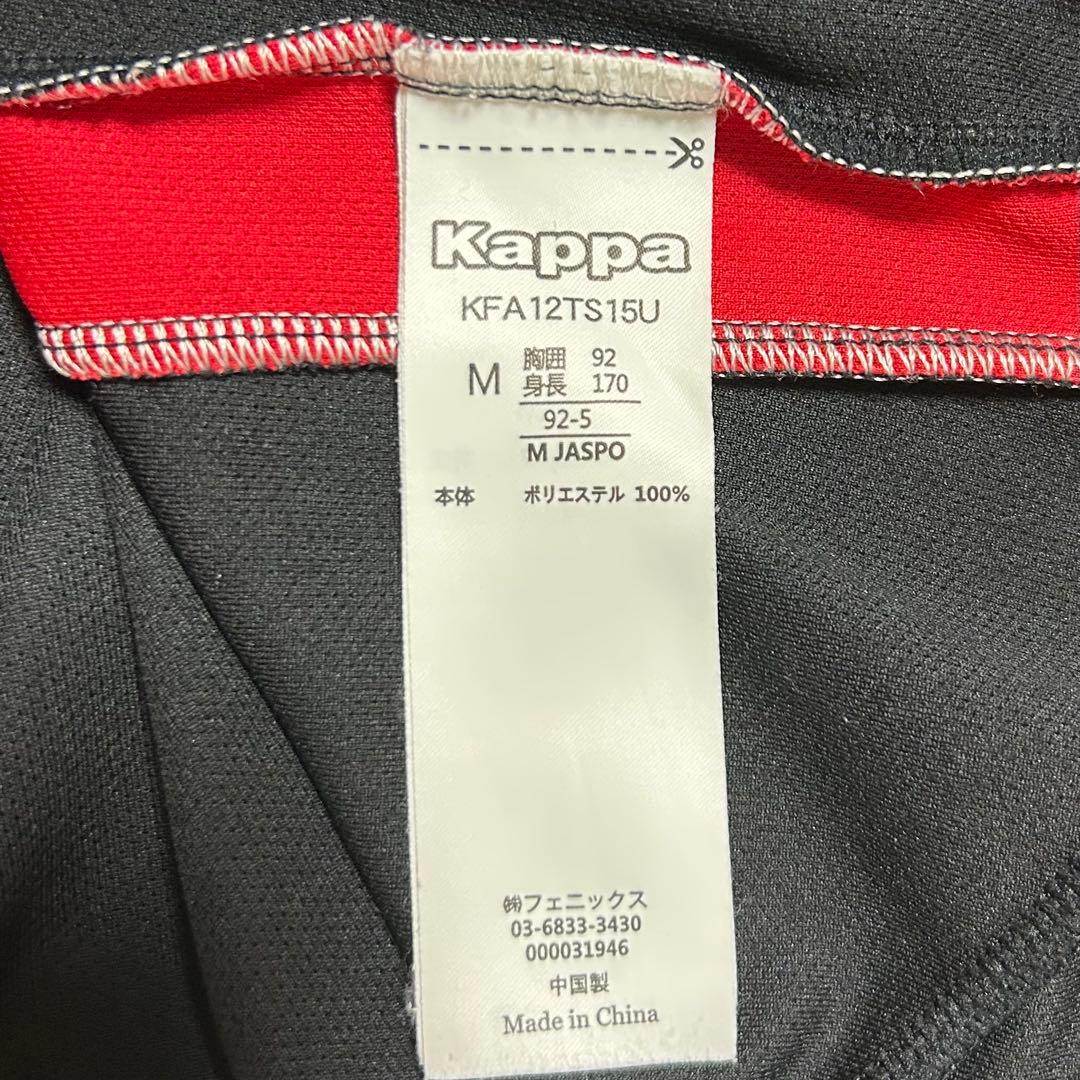 Kappa
KFA12TS15U
M
胸囲 92
身長 170
92-5
M JASPO
本体 ポリエステル 100%
㈱フェニックス
03-6833-3430
000031946
中国製
Made in China